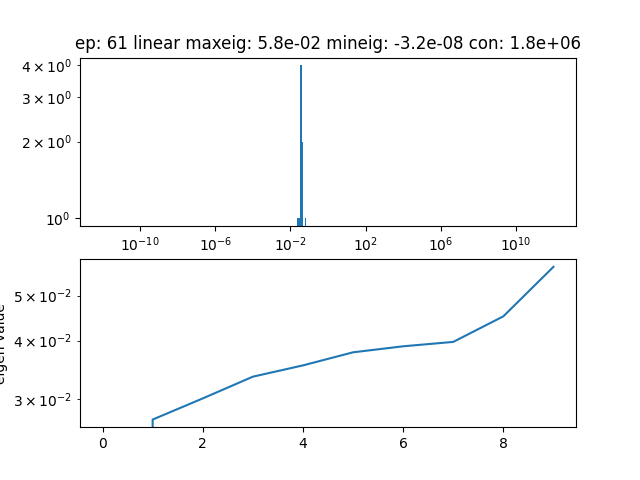 ep: 61 linear maxeig: 5.8e-02 mineig: -3.2e-08 con: 1.8e+06
4 × 10⁰
3 × 10⁰
2 × 10⁰
10⁰
10⁻¹⁰ 10⁻⁶ 10⁻² 10² 10⁶ 10¹⁰
5 × 10⁻²
4 × 10⁻²
3 × 10⁻²
0 2 4 6 8